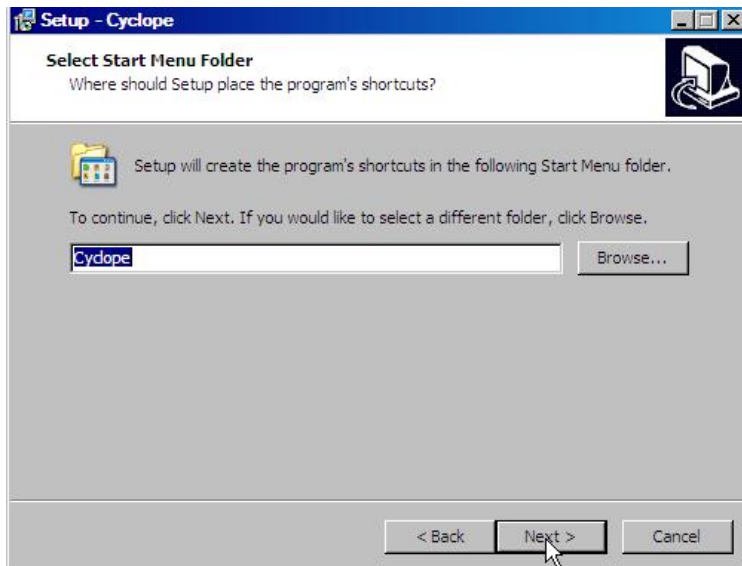 Setup - Cyclope
Select Start Menu Folder
Where should Setup place the program's shortcuts?
Setup will create the program's shortcuts in the following Start Menu folder.
To continue, click Next. If you would like to select a different folder, click Browse.
Cyclope
Browse...
< Back
Next >
Cancel